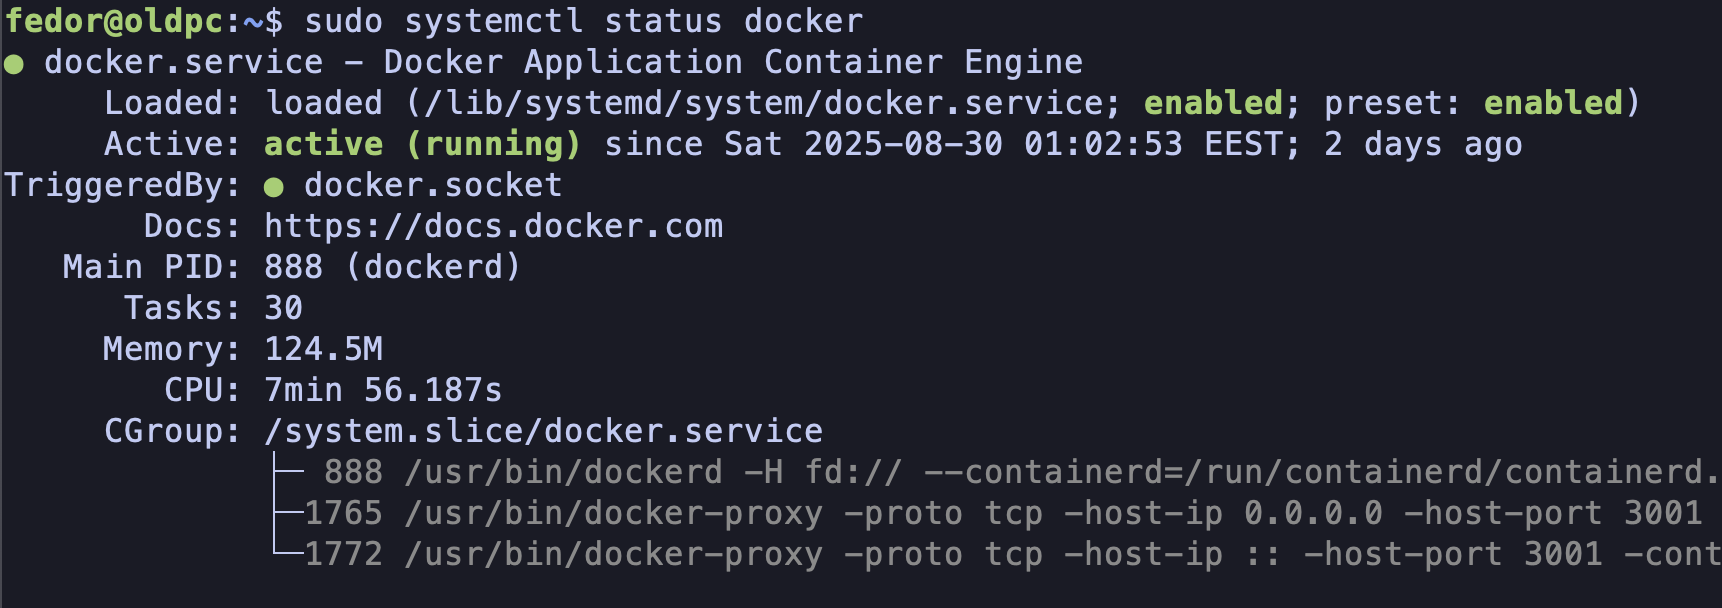 fedor@oldpc:~$ sudo systemctl status docker
● docker.service - Docker Application Container Engine
Loaded: loaded (/lib/systemd/system/docker.service; enabled; preset: enabled)
Active: active (running) since Sat 2025-08-30 01:02:53 EEST; 2 days ago
TriggeredBy: ● docker.socket
Docs: https://docs.docker.com
Main PID: 888 (dockerd)
Tasks: 30
Memory: 124.5M
CPU: 7min 56.187s
CGroup: /system.slice/docker.service
├─ 888 /usr/bin/dockerd -H fd:// --containerd=/run/containerd/containerd.
├─1765 /usr/bin/docker-proxy -proto tcp -host-ip 0.0.0.0 -host-port 3001
└─1772 /usr/bin/docker-proxy -proto tcp -host-ip :: -host-port 3001 -cont